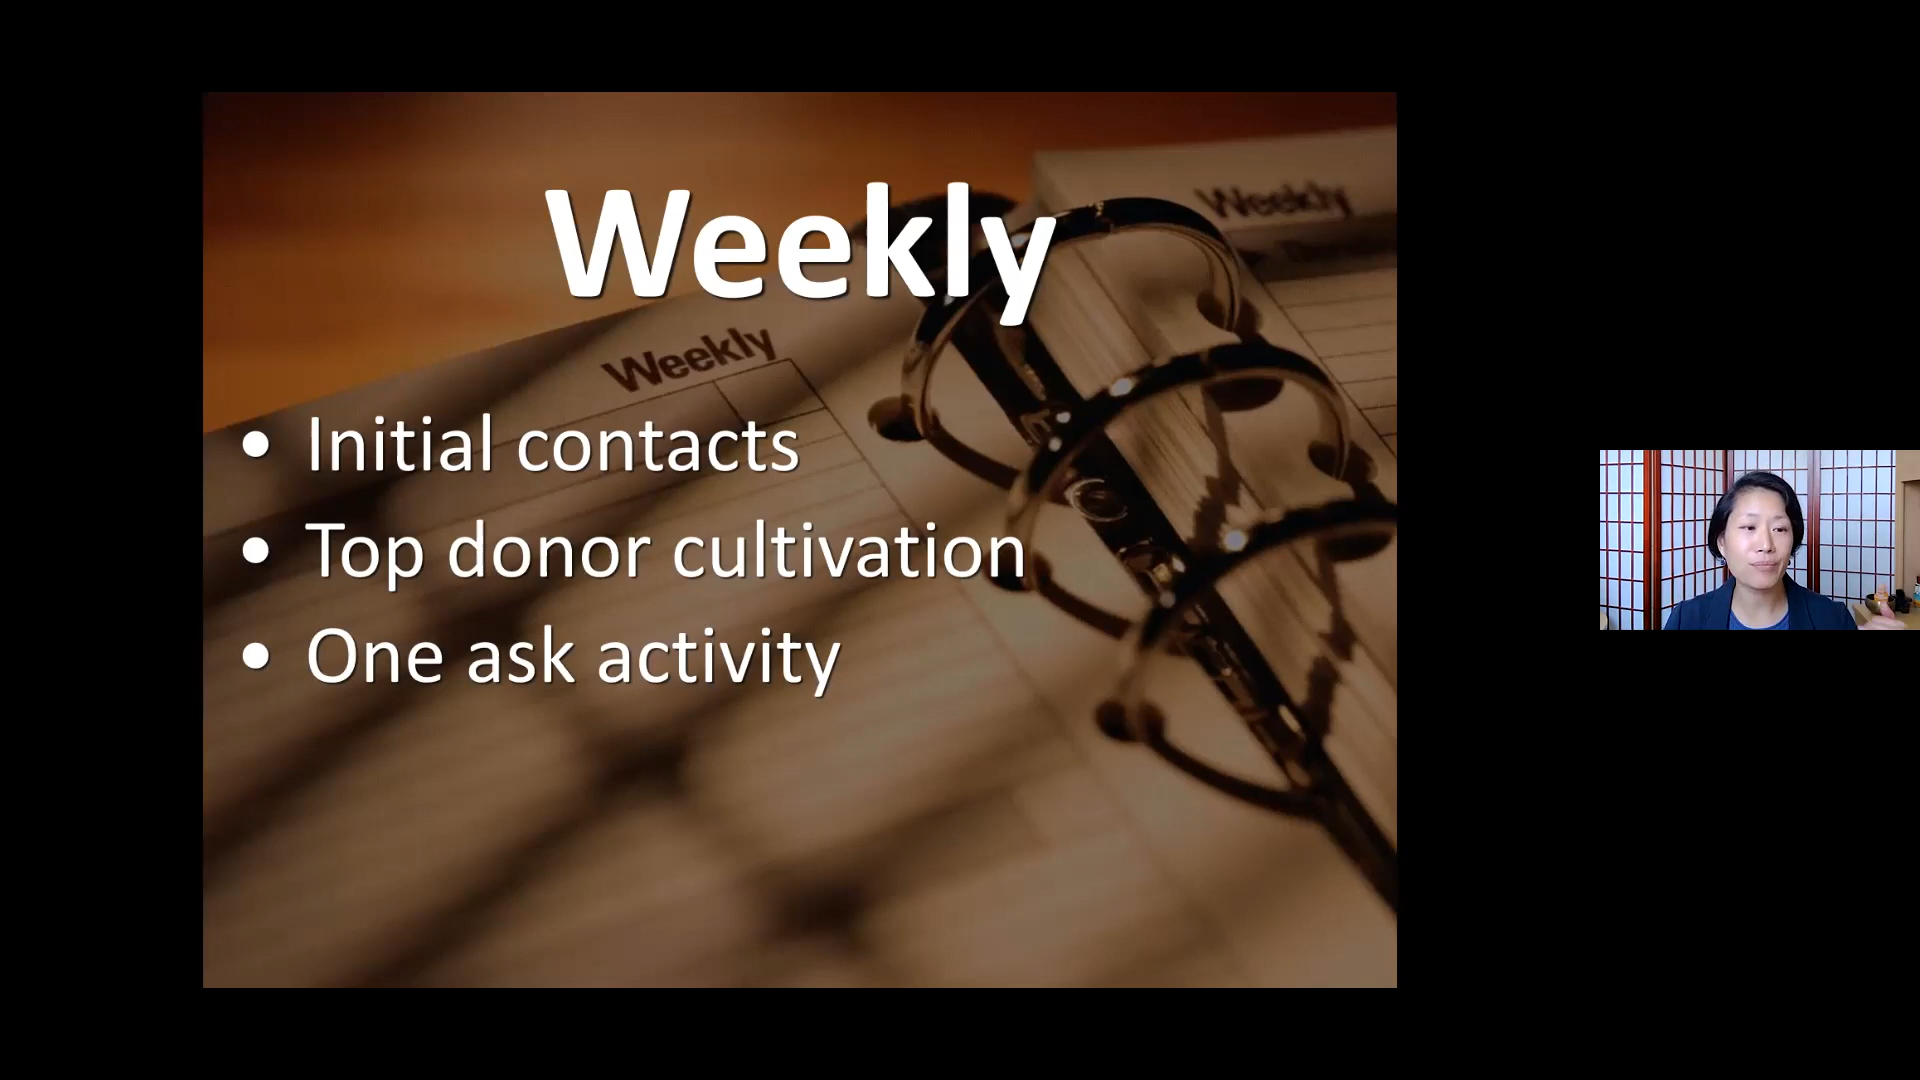 Weekly
Weekly
Weekly
• Initial contacts
• Top donor cultivation
• One ask activity